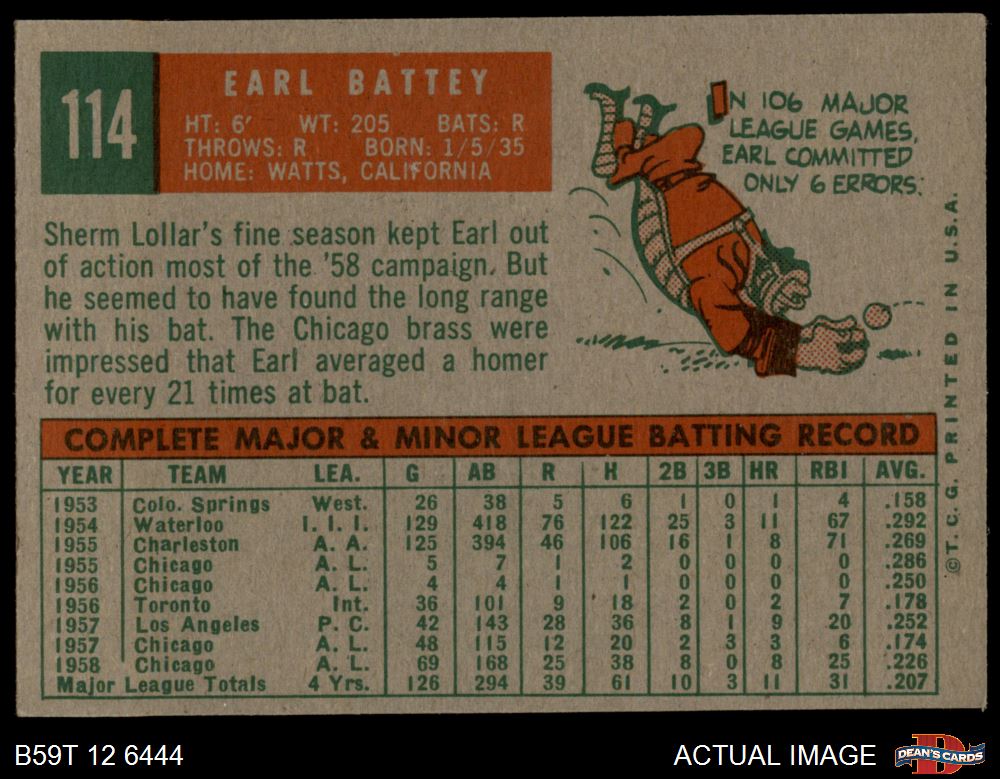 114
EARL BATTEY
HT: 6' WT: 205 BATS: R
THROWS: R BORN: 1/5/35
HOME: WATTS, CALIFORNIA
IN 106 MAJOR
LEAGUE GAMES,
EARL COMMITTED
ONLY 6 ERRORS.
Sherm Lollar's fine season kept Earl out
of action most of the '58 campaign. But
he seemed to have found the long range
with his bat. The Chicago brass were
impressed that Earl averaged a homer
for every 21 times at bat.
COMPLETE MAJOR & MINOR LEAGUE BATTING RECORD
YEAR TEAM LEA. G AB R H 2B 3B HR RBI AVG.
1953 Colo. Springs West. 26 38 5 6 1 0 1 4 .158
1954 Waterloo I. I. I. 129 418 76 122 25 3 11 67 .292
1955 Charleston A. A. 125 394 46 106 16 1 8 71 .269
1955 Chicago A. L. 5 7 1 2 0 0 0 0 .286
1956 Chicago A. L. 4 4 1 1 0 0 0 0 .250
1956 Toronto Int. 36 101 9 18 2 0 2 7 .178
1957 Los Angeles P. C. 42 143 28 36 8 1 9 20 .252
1957 Chicago A. L. 48 115 12 20 2 3 3 6 .174
1958 Chicago A. L. 69 168 25 38 8 0 8 25 .226
Major League Totals 4 Yrs. 126 294 39 61 10 3 11 31 .207
©T. C. G. PRINTED IN U.S.A.
B59T 12 6444
ACTUAL IMAGE
DEAN'S CARDS